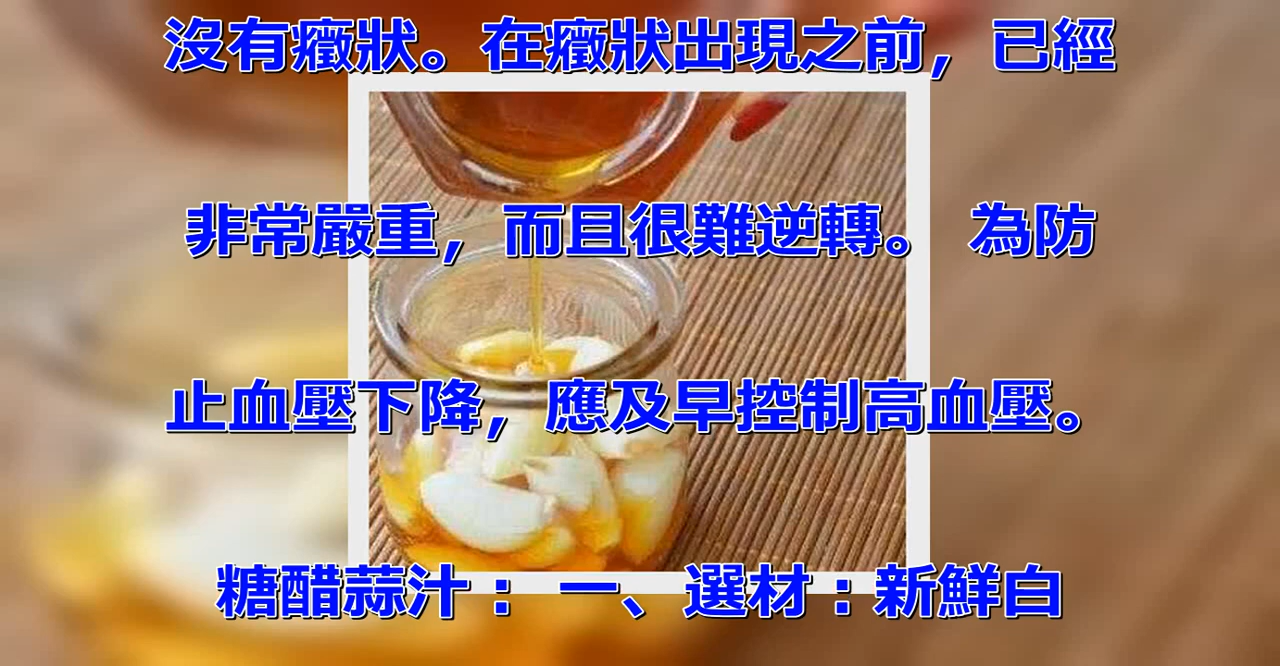 沒有癥狀。在癥狀出現之前，已經
非常嚴重，而且很難逆轉。 為防
止血壓下降，應及早控制高血壓。
糖醋蒜汁： 一、選材：新鮮白